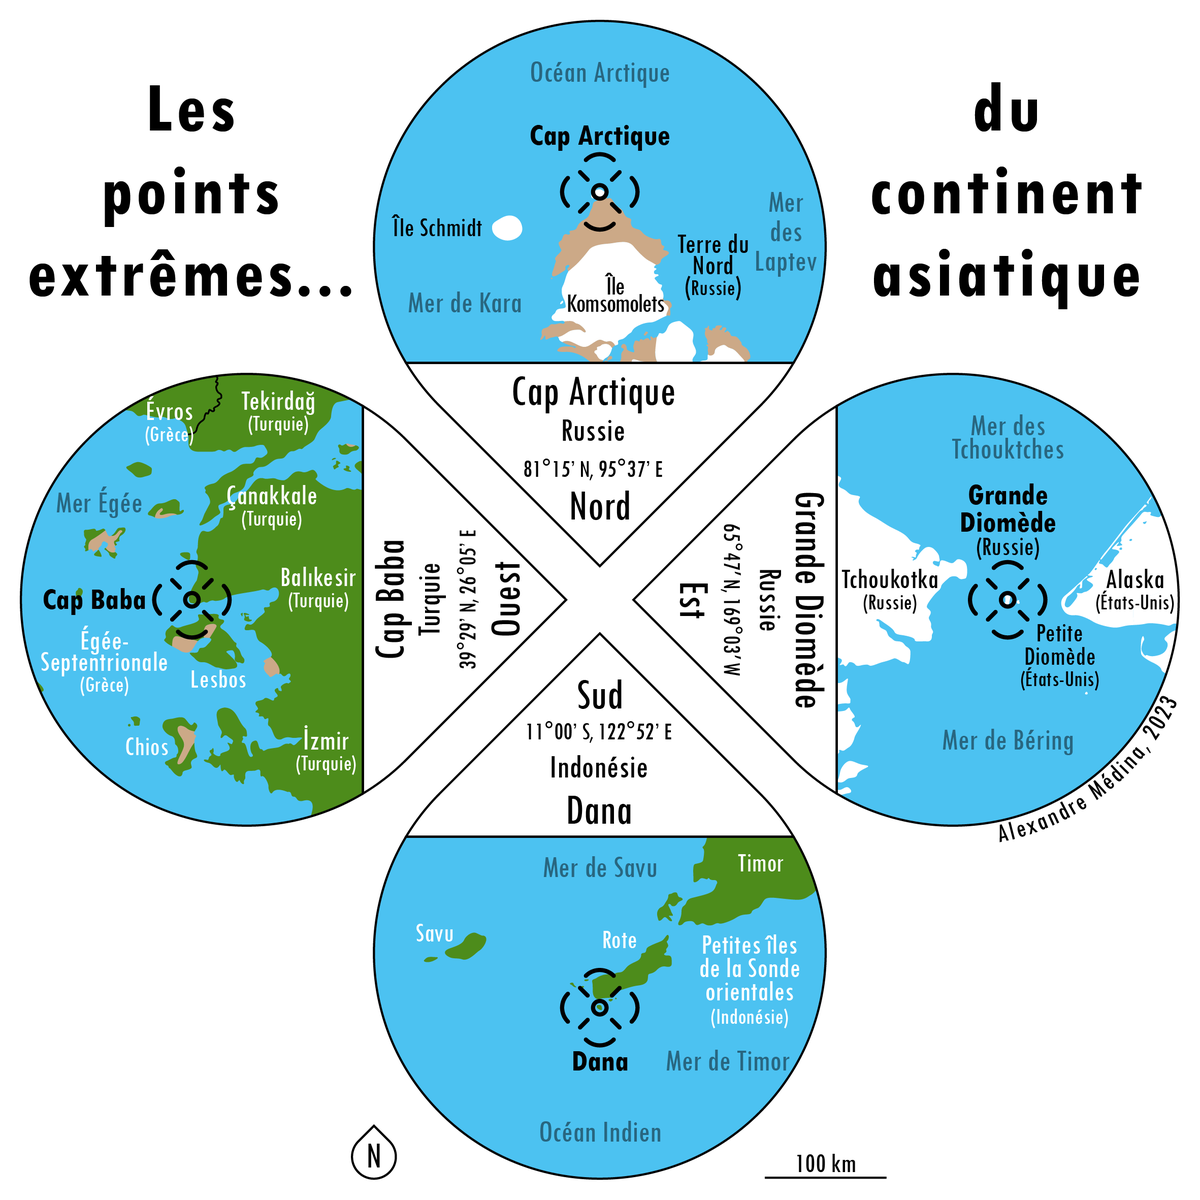 Les
points
extrêmes...
du
continent
asiatique
Océan Arctique
Cap Arctique
Île Schmidt
Mer
des
Laptev
Terre du
Nord
(Russie)
Île
Komsomolets
Mer de Kara
Cap Arctique
Russie
81°15' N, 95°37' E
Nord
Évros
(Grèce)
Tekirdağ
(Turquie)
Mer Égée
Çanakkale
(Turquie)
Balıkesir
(Turquie)
Cap Baba
Égée-
Septentrionale
(Grèce)
Lesbos
Chios
İzmir
(Turquie)
Cap Baba
Turquie
39°29' N, 26°05' E
Ouest
Est
65°47' N, 169°03' W
Russie
Grande Diomède
Mer des
Tchouktches
Grande
Diomède
(Russie)
Tchoukotka
(Russie)
Alaska
(États-Unis)
Petite
Diomède
(États-Unis)
Mer de Béring
Alexandre Médina, 2023
Sud
11°00' S, 122°52' E
Indonésie
Dana
Mer de Savu
Timor
Savu
Rote
Petites îles
de la Sonde
orientales
(Indonésie)
Dana
Mer de Timor
Océan Indien
N
100 km